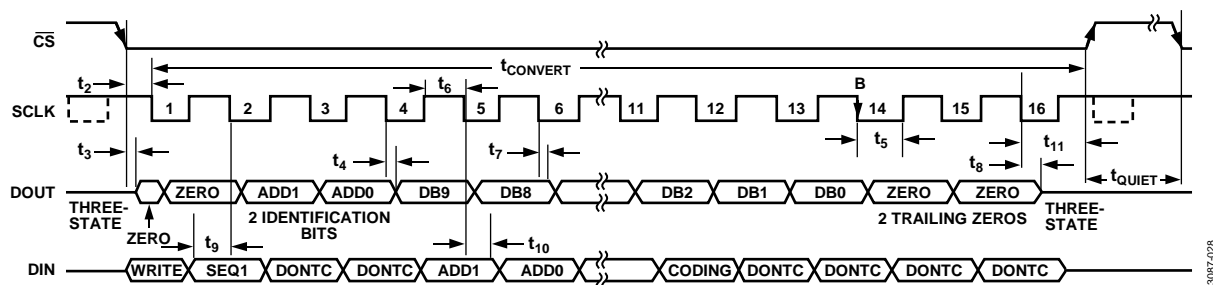 CS
t2
tCONVERT
t6
B
SCLK
1 2 3 4 5 6 11 12 13 14 15 16
t3
t4
t7
t5
t8
t11
DOUT
ZERO ADD1 ADD0 DB9 DB8 DB2 DB1 DB0 ZERO ZERO
tQUIET
THREE-
STATE
ZERO
2 IDENTIFICATION
BITS
2 TRAILING ZEROS
THREE-
STATE
t9
t10
DIN
WRITE SEQ1 DONTC DONTC ADD1 ADD0 CODING DONTC DONTC DONTC DONTC
3087-028